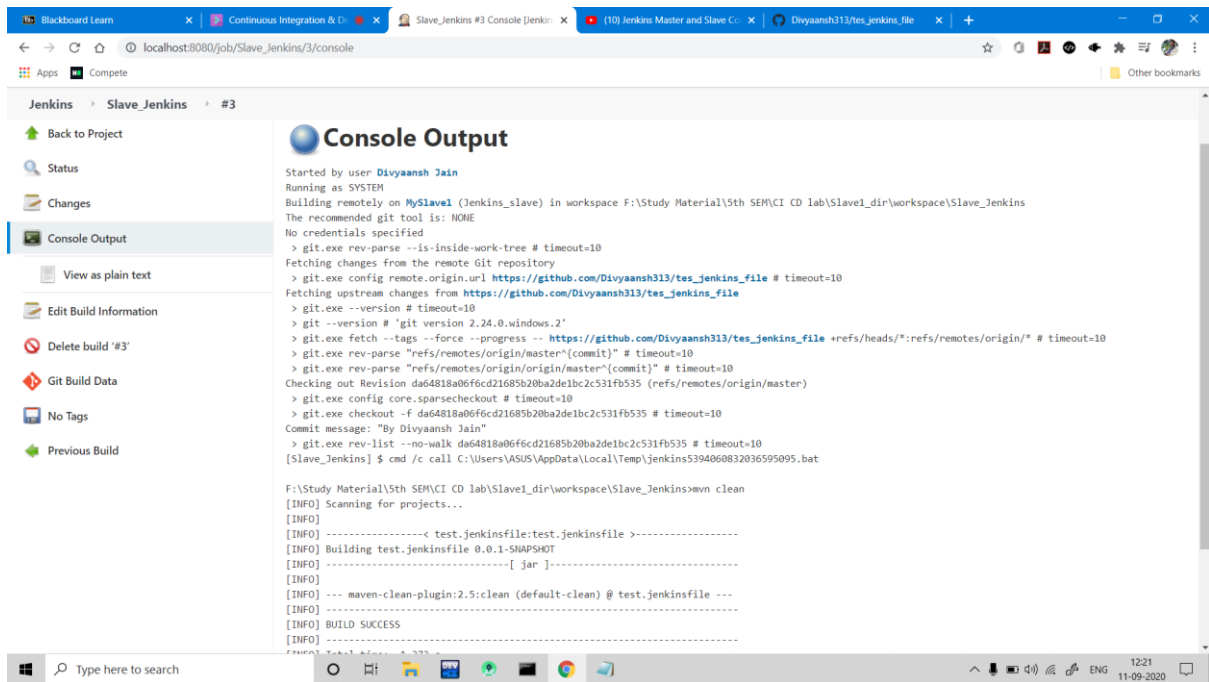 Blackboard Learn
Continuous Integration & De
Slave_Jenkins #3 Console [Jenkin
(10) Jenkins Master and Slave Co
Divyaansh313/tes_jenkins_file
localhost:8080/job/Slave_Jenkins/3/console
Apps
Compete
Other bookmarks
Jenkins
Slave_Jenkins
#3
Back to Project
Status
Changes
Console Output
View as plain text
Edit Build Information
Delete build '#3'
Git Build Data
No Tags
Previous Build
Console Output
Started by user Divyaansh Jain
Running as SYSTEM
Building remotely on MySlave1 (Jenkins_slave) in workspace F:\Study Material\5th SEM\CI CD lab\Slave1_dir\workspace\Slave_Jenkins
The recommended git tool is: NONE
No credentials specified
> git.exe rev-parse --is-inside-work-tree # timeout=10
Fetching changes from the remote Git repository
> git.exe config remote.origin.url https://github.com/Divyaansh313/tes_jenkins_file # timeout=10
Fetching upstream changes from https://github.com/Divyaansh313/tes_jenkins_file
> git.exe --version # timeout=10
> git --version # 'git version 2.24.0.windows.2'
> git.exe fetch --tags --force --progress -- https://github.com/Divyaansh313/tes_jenkins_file +refs/heads/*:refs/remotes/origin/* # timeout=10
> git.exe rev-parse "refs/remotes/origin/master^{commit}" # timeout=10
> git.exe rev-parse "refs/remotes/origin/origin/master^{commit}" # timeout=10
Checking out Revision da64818a06f6cd21685b20ba2de1bc2c531fb535 (refs/remotes/origin/master)
> git.exe config core.sparsecheckout # timeout=10
> git.exe checkout -f da64818a06f6cd21685b20ba2de1bc2c531fb535 # timeout=10
Commit message: "By Divyaansh Jain"
> git.exe rev-list --no-walk da64818a06f6cd21685b20ba2de1bc2c531fb535 # timeout=10
[Slave_Jenkins] $ cmd /c call C:\Users\ASUS\AppData\Local\Temp\jenkins5394060832036595095.bat
F:\Study Material\5th SEM\CI CD lab\Slave1_dir\workspace\Slave_Jenkins>mvn clean
[INFO] Scanning for projects...
[INFO]
[INFO] -----------------< test.jenkinsfile:test.jenkinsfile >------------------
[INFO] Building test.jenkinsfile 0.0.1-SNAPSHOT
[INFO] --------------------------------[ jar ]---------------------------------
[INFO]
[INFO] --- maven-clean-plugin:2.5:clean (default-clean) @ test.jenkinsfile ---
[INFO] ------------------------------------------------------------------------
[INFO] BUILD SUCCESS
[INFO] ------------------------------------------------------------------------
Type here to search
ENG
12:21
11-09-2020